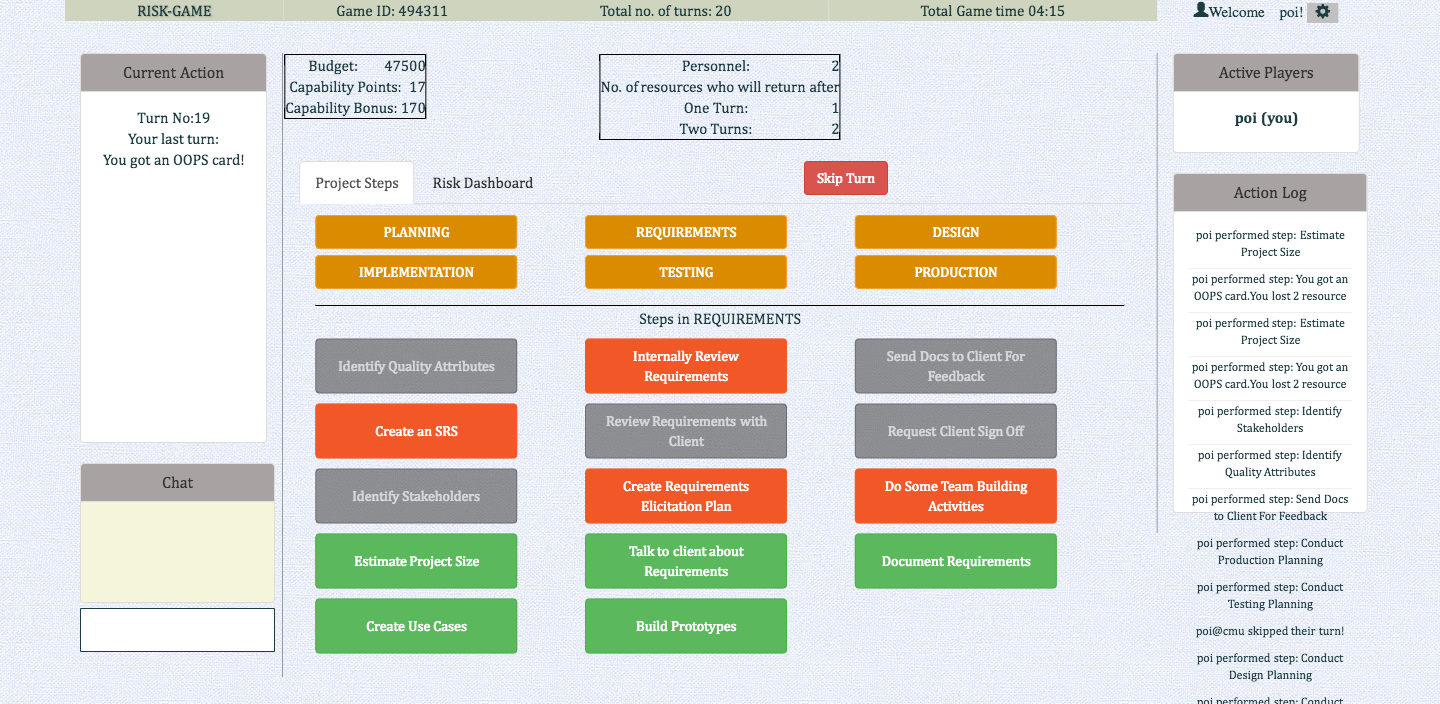 RISK-GAME
Game ID: 494311
Total no. of turns: 20
Total Game time 04:15
Welcome poi!
Current Action
Turn No:19
Your last turn:
You got an OOPS card!
Chat
Budget: 47500
Capability Points: 17
Capability Bonus: 170
Personnel: 2
No. of resources who will return after
One Turn: 1
Two Turns: 2
Project Steps
Risk Dashboard
Skip Turn
PLANNING
REQUIREMENTS
DESIGN
IMPLEMENTATION
TESTING
PRODUCTION
Steps in REQUIREMENTS
Identify Quality Attributes
Internally Review
Requirements
Send Docs to Client For
Feedback
Create an SRS
Review Requirements with
Client
Request Client Sign Off
Identify Stakeholders
Create Requirements
Elicitation Plan
Do Some Team Building
Activities
Estimate Project Size
Talk to client about
Requirements
Document Requirements
Create Use Cases
Build Prototypes
Active Players
poi (you)
Action Log
poi performed step: Estimate
Project Size
poi performed step: You got an
OOPS card.You lost 2 resource
poi performed step: Estimate
Project Size
poi performed step: You got an
OOPS card.You lost 2 resource
poi performed step: Identify
Stakeholders
poi performed step: Identify
Quality Attributes
poi performed step: Send Docs
to Client For Feedback
poi performed step: Conduct
Production Planning
poi performed step: Conduct
Testing Planning
poi@cmu skipped their turn!
poi performed step: Conduct
Design Planning
poi performed step: Conduct